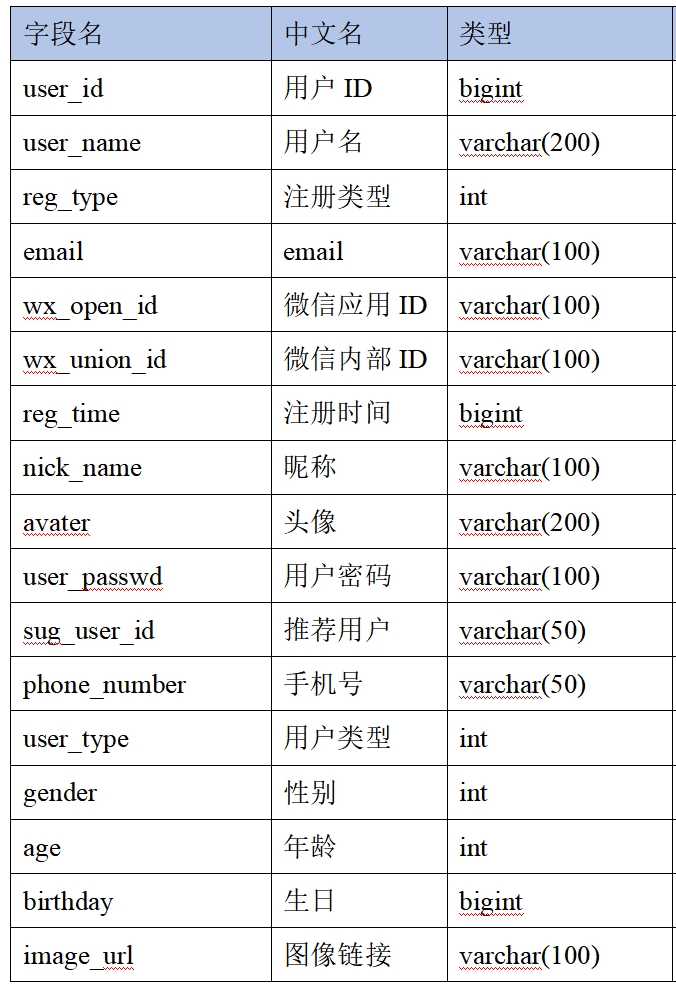 字段名 中文名 类型
user_id 用户 ID bigint
user_name 用户名 varchar(200)
reg_type 注册类型 int
email email varchar(100)
wx_open_id 微信应用 ID varchar(100)
wx_union_id 微信内部 ID varchar(100)
reg_time 注册时间 bigint
nick_name 昵称 varchar(100)
avater 头像 varchar(200)
user_passwd 用户密码 varchar(100)
sug_user_id 推荐用户 varchar(50)
phone_number 手机号 varchar(50)
user_type 用户类型 int
gender 性别 int
age 年龄 int
birthday 生日 bigint
image_url 图像链接 varchar(100)